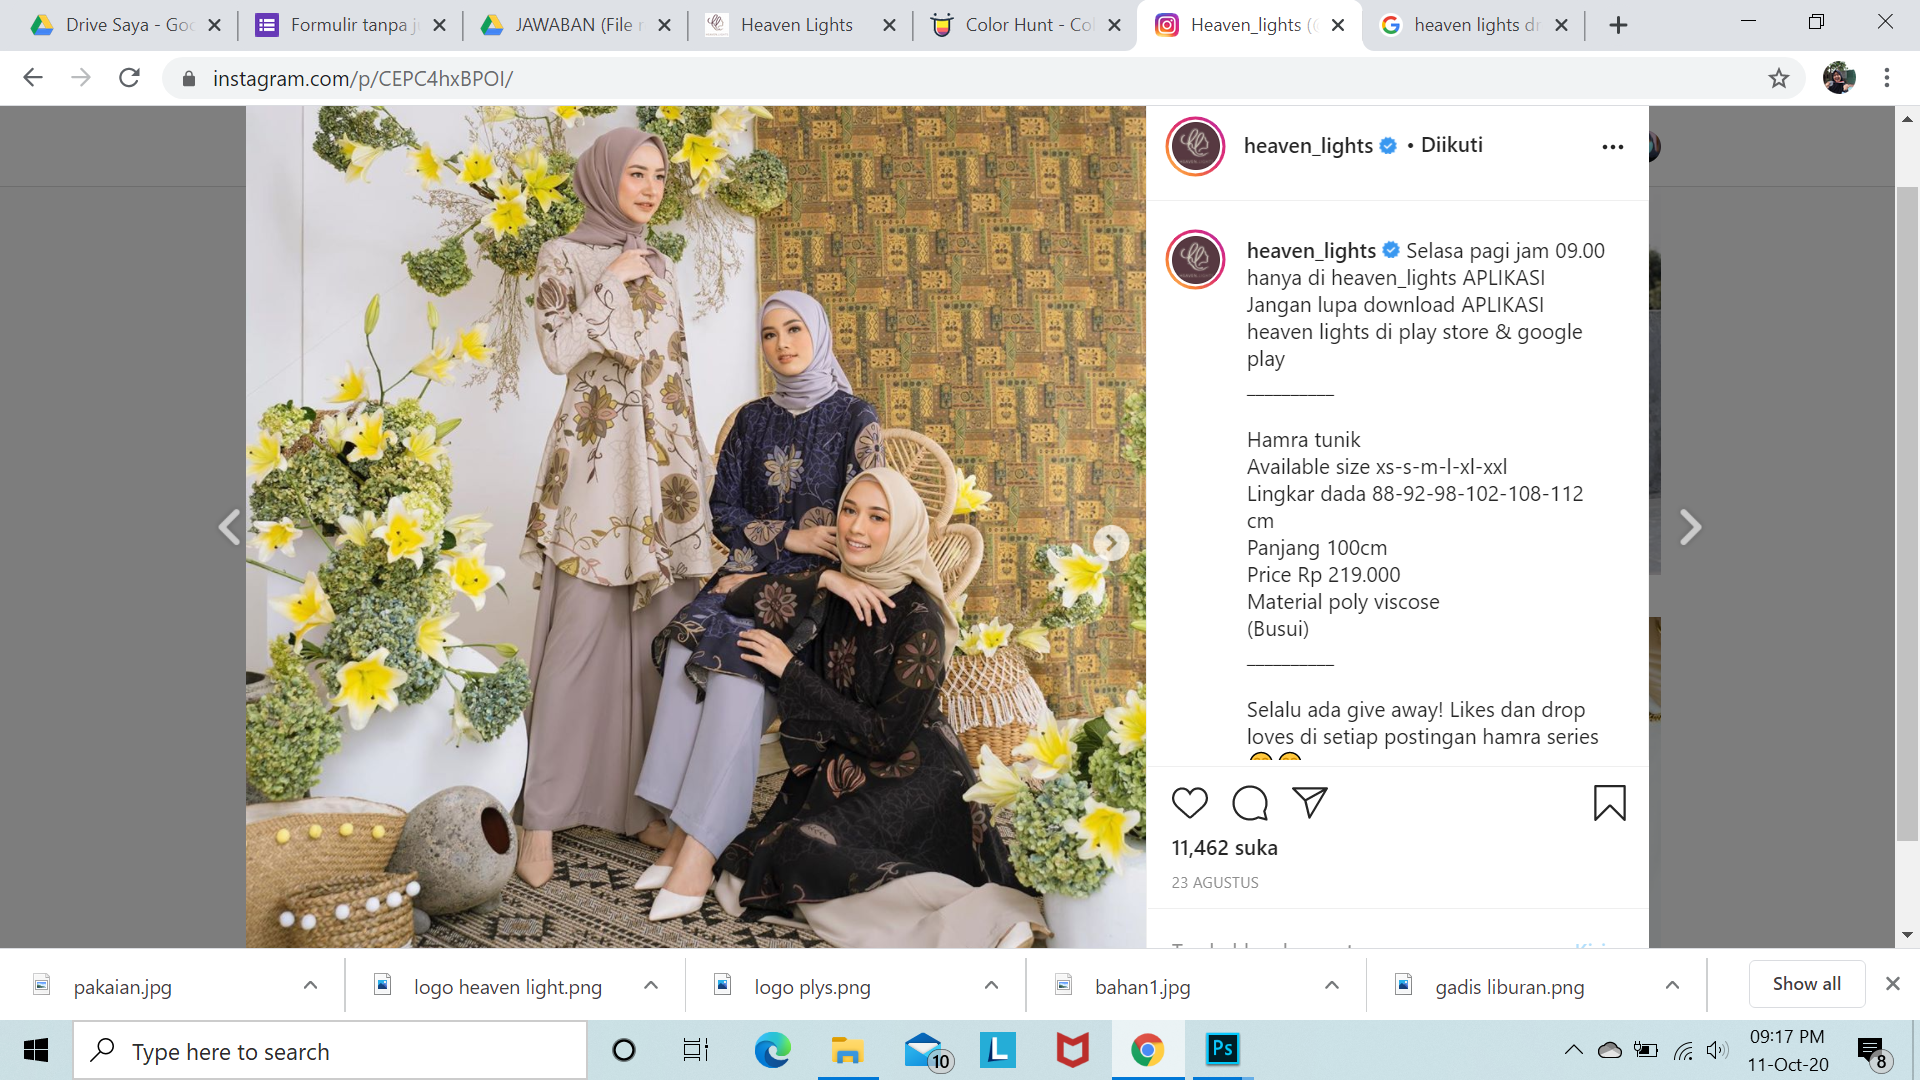 Drive Saya - Goo
Formulir tanpa ju
JAWABAN (File r
Heaven Lights
Color Hunt - Col
Heaven_lights (@
heaven lights dr
instagram.com/p/CEPC4hxBPOI/
heaven_lights • Diikuti
heaven_lights Selasa pagi jam 09.00
hanya di heaven_lights APLIKASI
Jangan lupa download APLIKASI
heaven lights di play store & google
play
__________
Hamra tunik
Available size xs-s-m-l-xl-xxl
Lingkar dada 88-92-98-102-108-112
cm
Panjang 100cm
Price Rp 219.000
Material poly viscose
(Busui)
__________
Selalu ada give away! Likes dan drop
loves di setiap postingan hamra series
11,462 suka
23 AGUSTUS
pakaian.jpg
logo heaven light.png
logo plys.png
bahan1.jpg
gadis liburan.png
Show all
Type here to search
10
L
Ps
09:17 PM
11-Oct-20
8